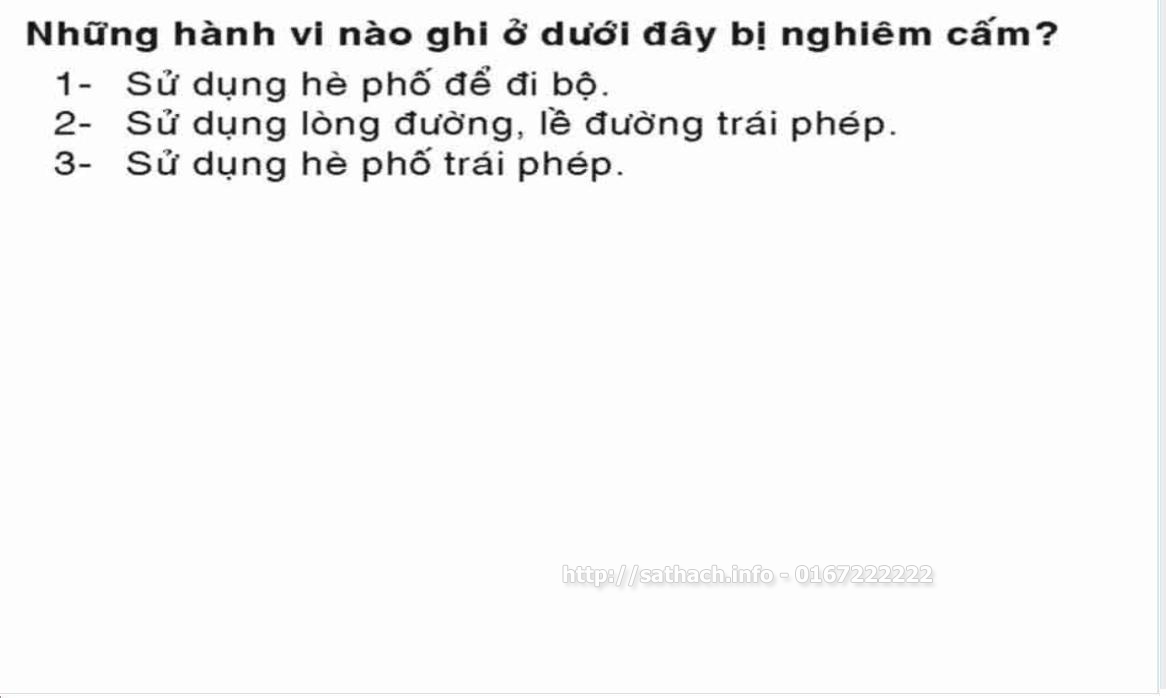 Những hành vi nào ghi ở dưới đây bị nghiêm cấm?
1- Sử dụng hè phố để đi bộ.
2- Sử dụng lòng đường, lề đường trái phép.
3- Sử dụng hè phố trái phép.
http://sathach.info - 0167222222